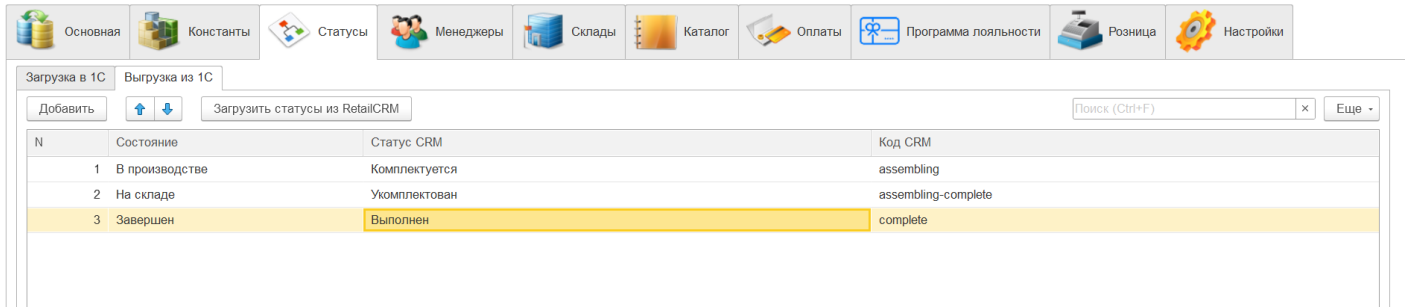 Основная Константы Статусы Менеджеры Склады Каталог Оплаты Программа лояльности Розница Настройки
Загрузка в 1С Выгрузка из 1С
Добавить Загрузить статусы из RetailCRM Поиск (Ctrl+F) × Еще
N Состояние Статус CRM Код CRM
1 В производстве Комплектуется assembling
2 На складе Укомплектован assembling-complete
3 Завершен Выполнен complete